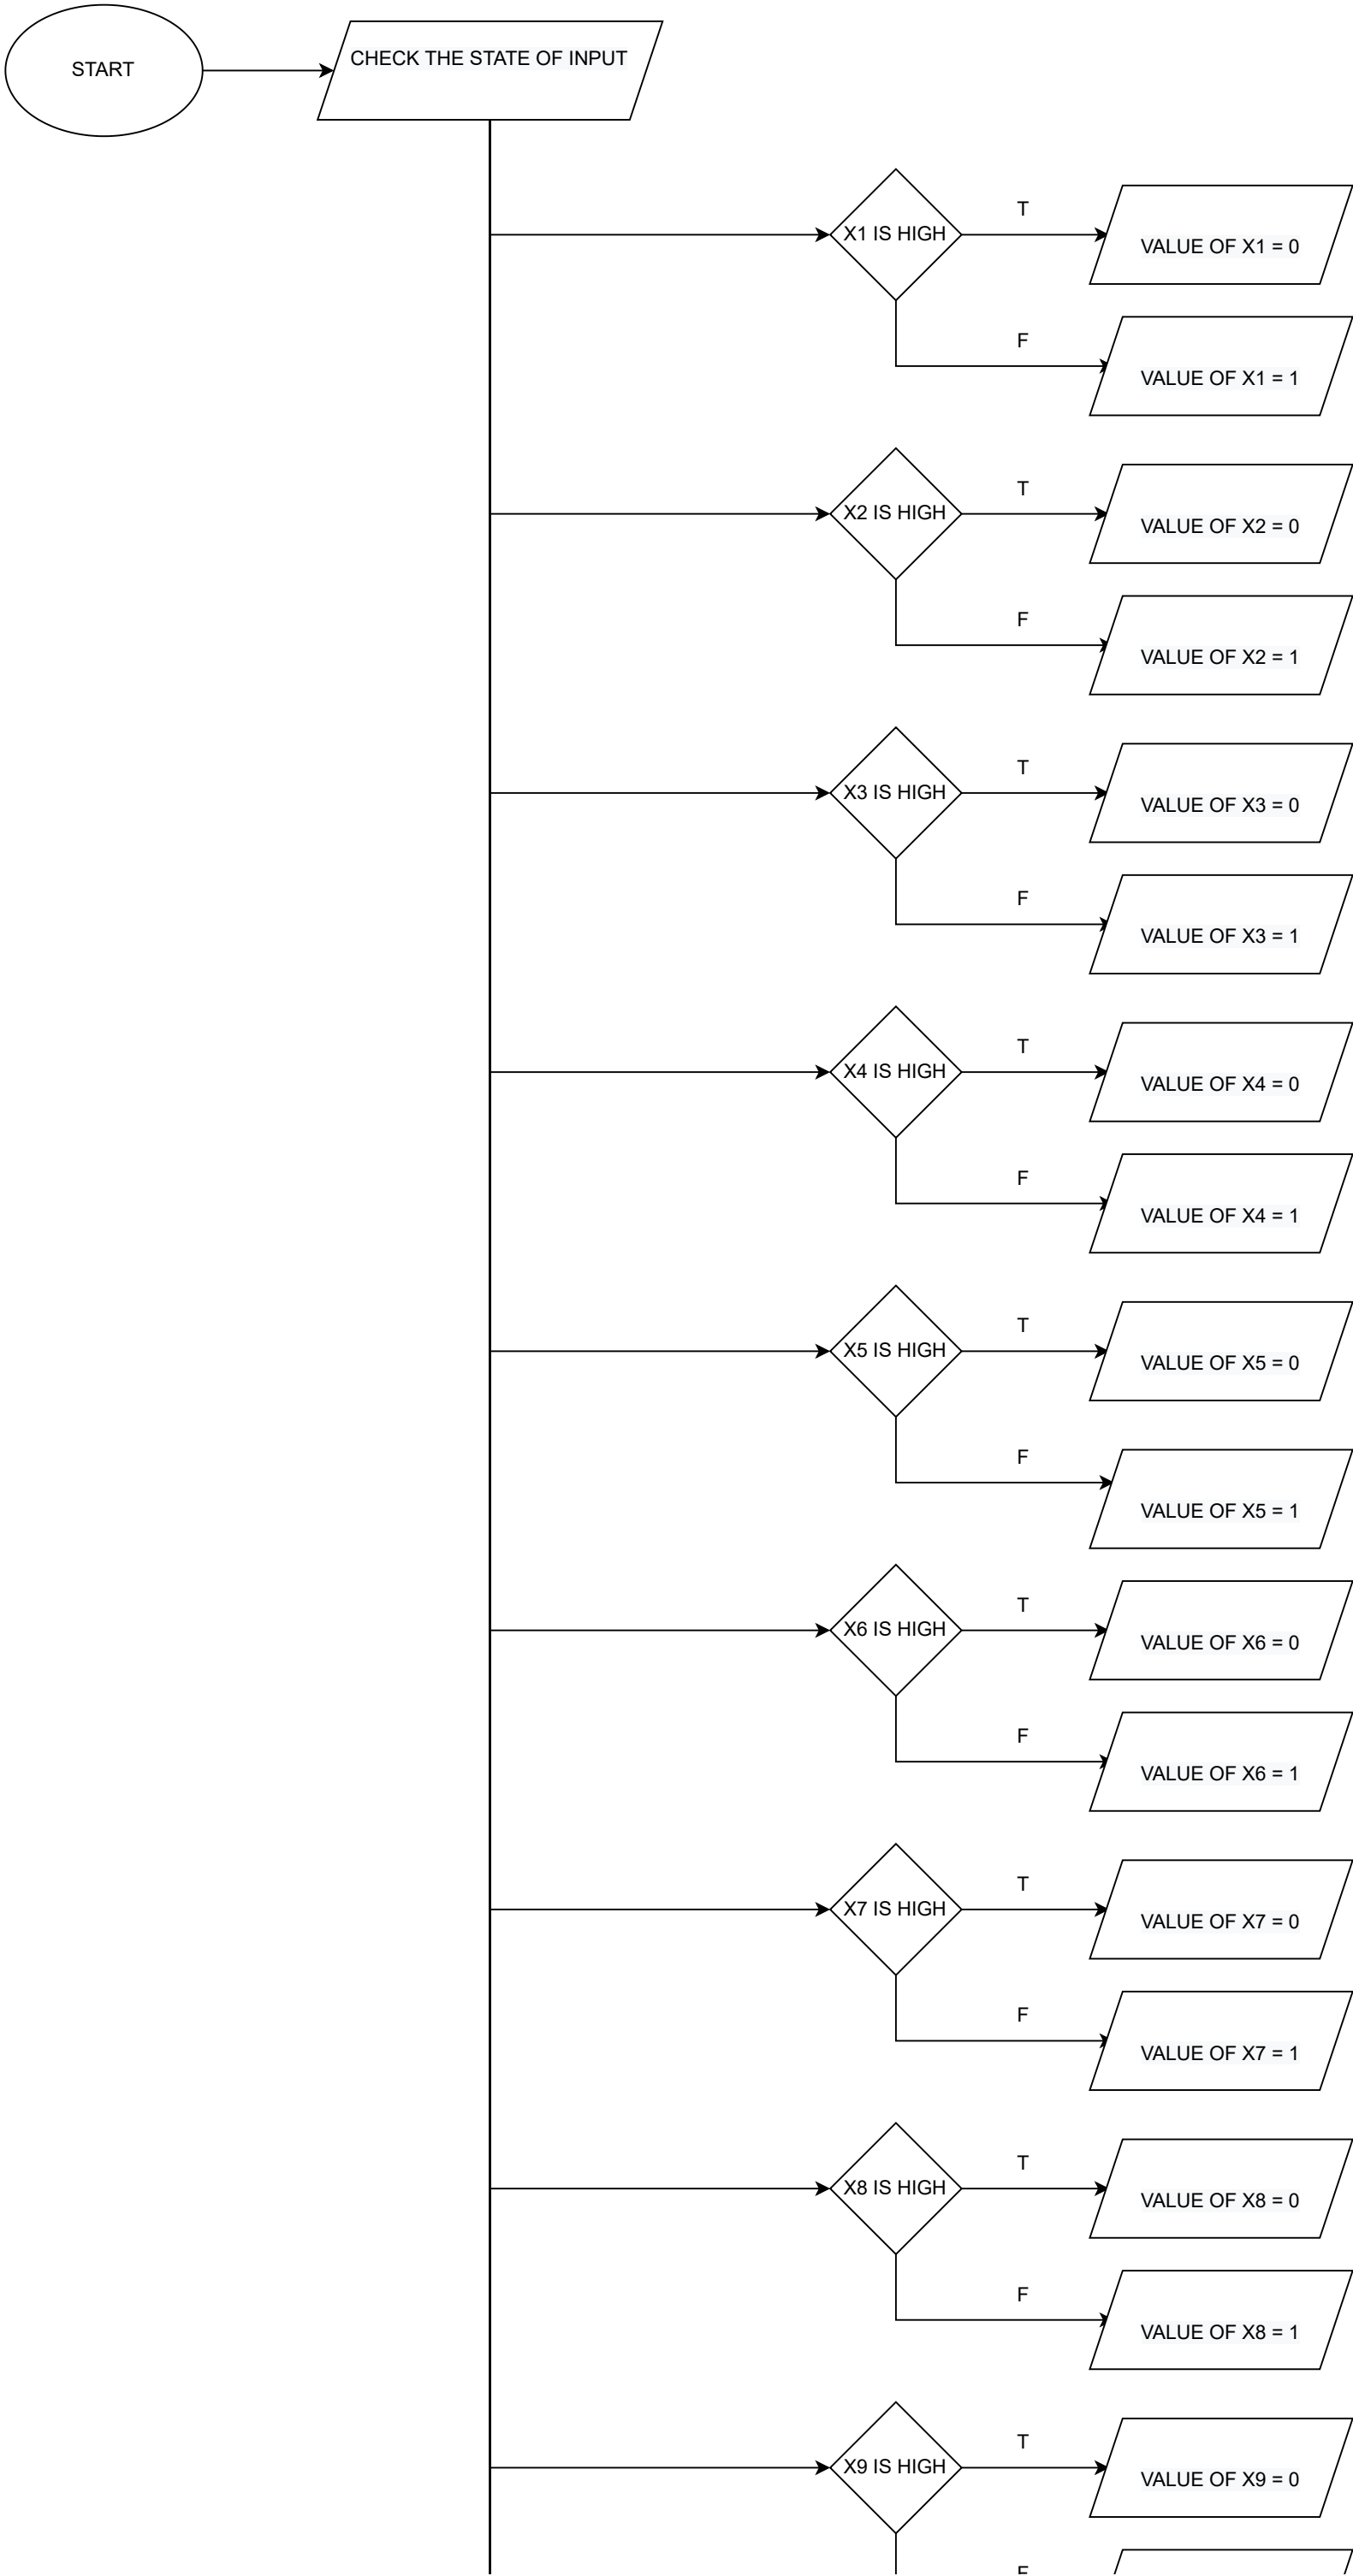 START
CHECK THE STATE OF INPUT
T
X1 IS HIGH
VALUE OF X1 = 0
F
VALUE OF X1 = 1
T
X2 IS HIGH
VALUE OF X2 = 0
F
VALUE OF X2 = 1
T
X3 IS HIGH
VALUE OF X3 = 0
F
VALUE OF X3 = 1
T
X4 IS HIGH
VALUE OF X4 = 0
F
VALUE OF X4 = 1
T
X5 IS HIGH
VALUE OF X5 = 0
F
VALUE OF X5 = 1
T
X6 IS HIGH
VALUE OF X6 = 0
F
VALUE OF X6 = 1
T
X7 IS HIGH
VALUE OF X7 = 0
F
VALUE OF X7 = 1
T
X8 IS HIGH
VALUE OF X8 = 0
F
VALUE OF X8 = 1
T
X9 IS HIGH
VALUE OF X9 = 0
F